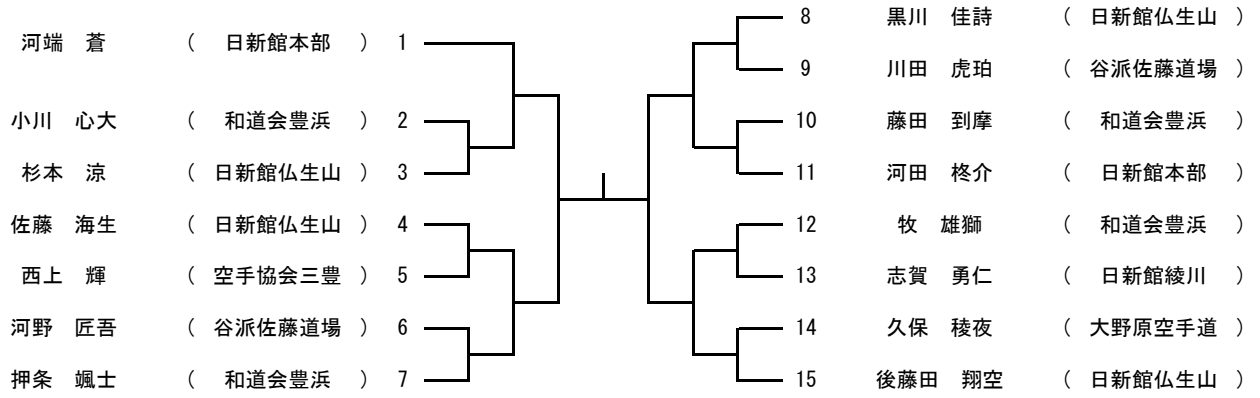 河端　蒼　（　日新館本部　）　1
小川　心大　（　和道会豊浜　）　2
杉本　涼　（　日新館仏生山　）　3
佐藤　海生　（　日新館仏生山　）　4
西上　輝　（　空手協会三豊　）　5
河野　匠吾　（　谷派佐藤道場　）　6
押条　颯士　（　和道会豊浜　）　7
8　黒川　佳詩　（　日新館仏生山　）
9　川田　虎珀　（　谷派佐藤道場　）
10　藤田　到摩　（　和道会豊浜　）
11　河田　柊介　（　日新館本部　）
12　牧　雄獅　（　和道会豊浜　）
13　志賀　勇仁　（　日新館綾川　）
14　久保　稜夜　（　大野原空手道　）
15　後藤田　翔空　（　日新館仏生山　）